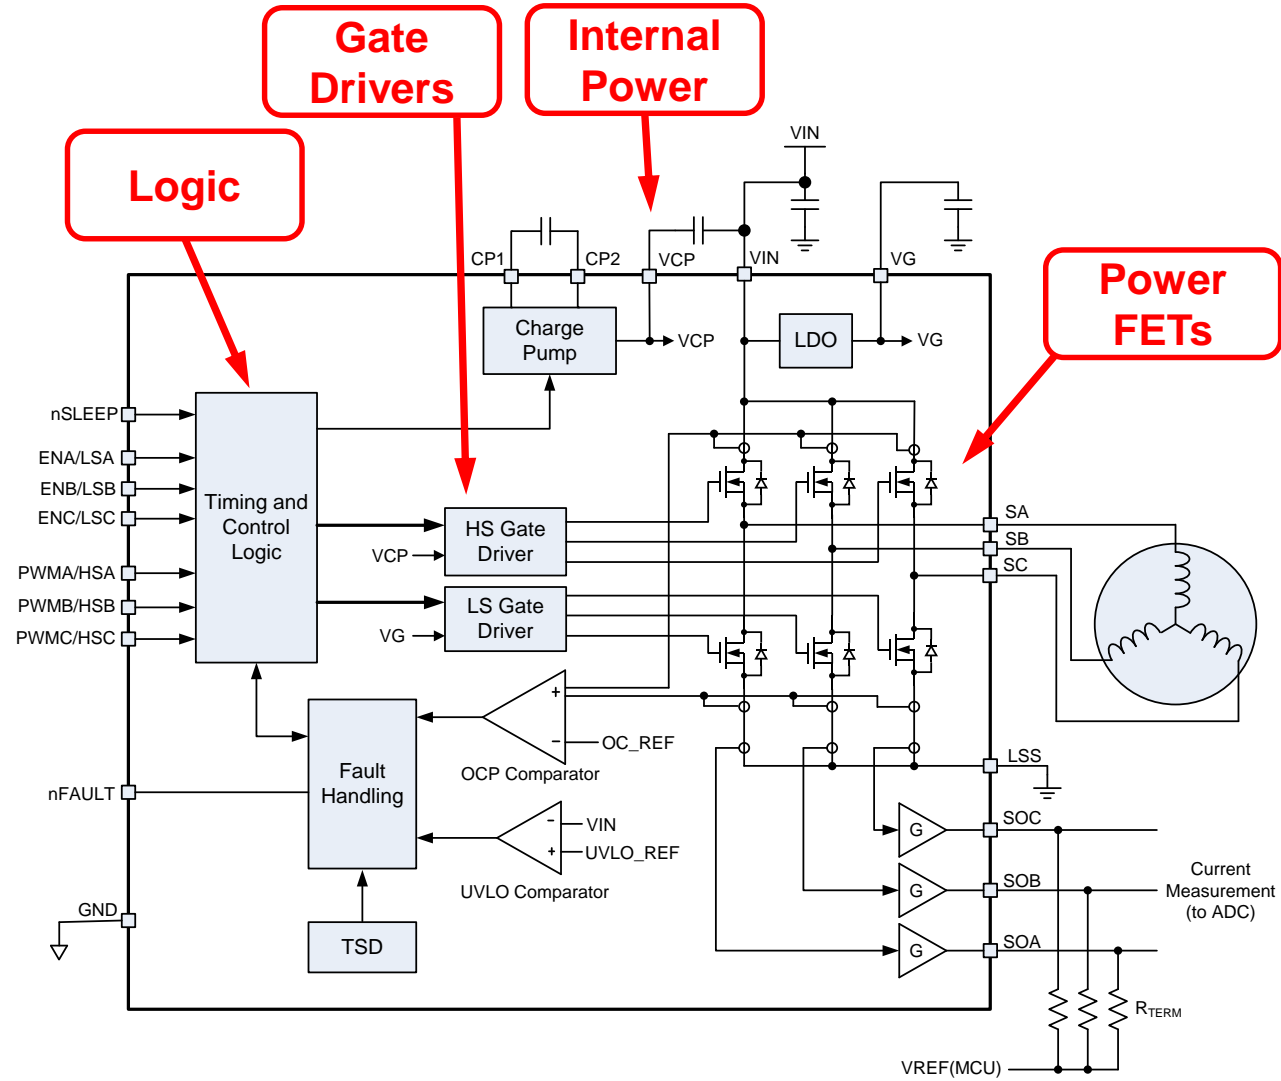 Gate
Drivers
Internal
Power
Logic
VIN
CP1
CP2
VCP
VIN
VG
Power
FETs
Charge
Pump
VCP
LDO
VG
nSLEEP
ENA/LSA
ENB/LSB
ENC/LSC
PWMA/HSA
PWMB/HSB
PWMC/HSC
Timing and
Control
Logic
HS Gate
Driver
VCP
LS Gate
Driver
VG
SA
SB
SC
+
−
OC_REF
OCP Comparator
LSS
nFAULT
Fault
Handling
−
VIN
+
UVLO_REF
UVLO Comparator
G
SOC
G
SOB
G
SOA
Current
Measurement
(to ADC)
GND
TSD
RTERM
VREF(MCU)